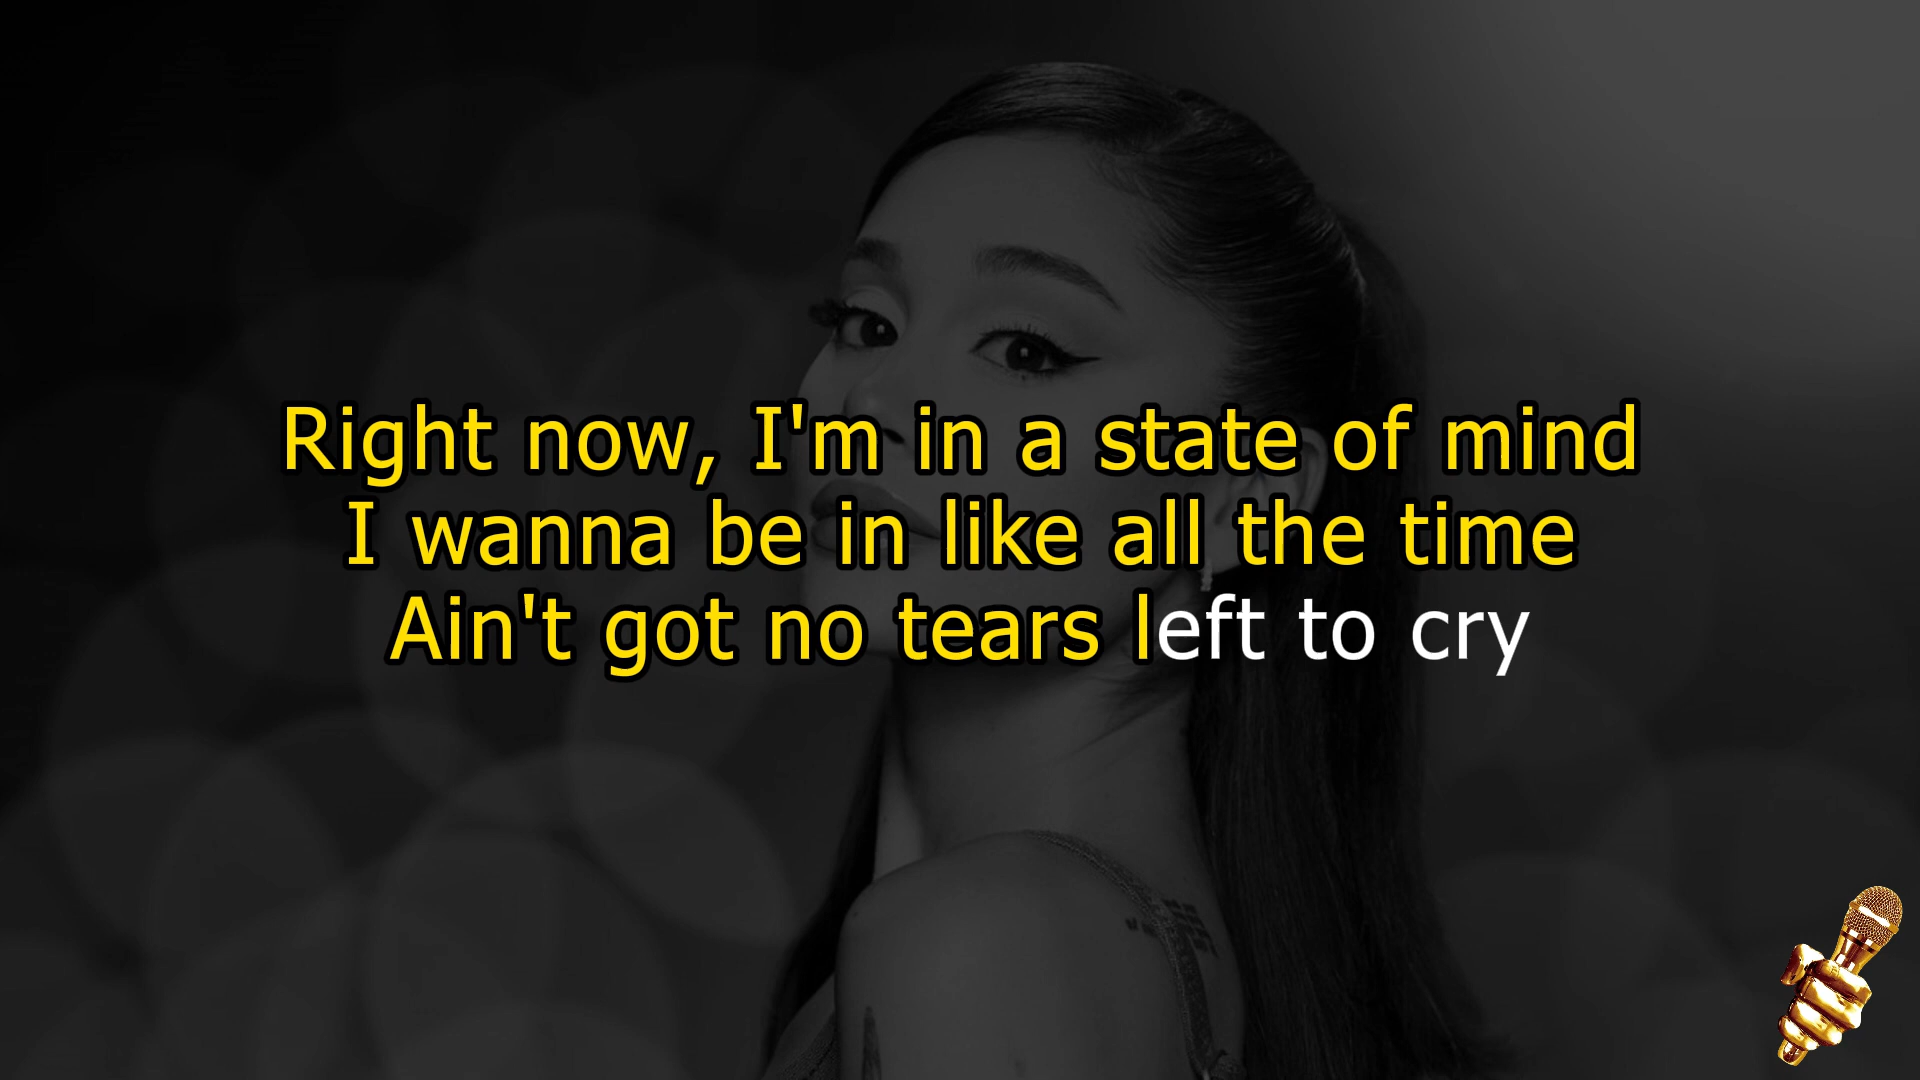 Right now, I'm in a state of mind
I wanna be in like all the time
Ain't got no tears left to cry